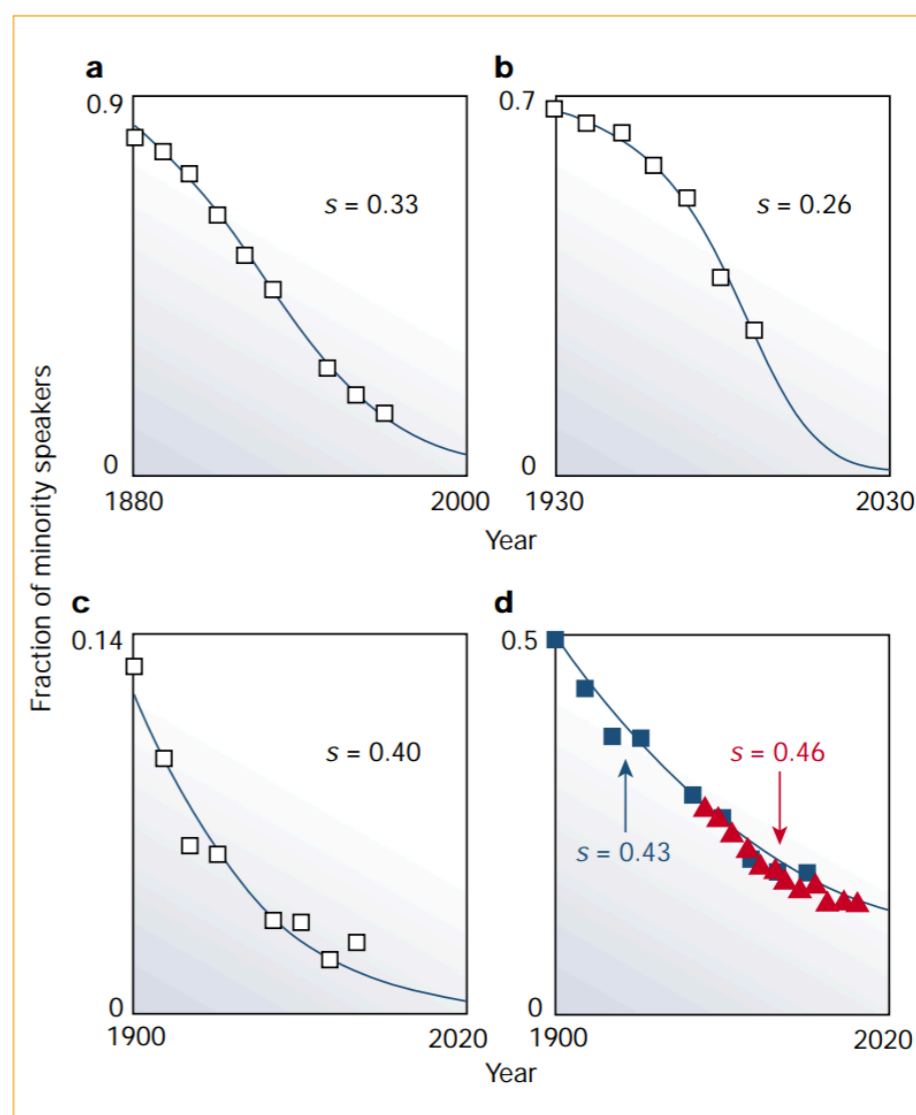 a
0.9
s = 0.33
0
1880 2000
b
0.7
s = 0.26
0
1930 2030
Year
Fraction of minority speakers
c
0.14
s = 0.40
0
1900 2020
d
0.5
s = 0.46
s = 0.43
0
1900 2020
Year